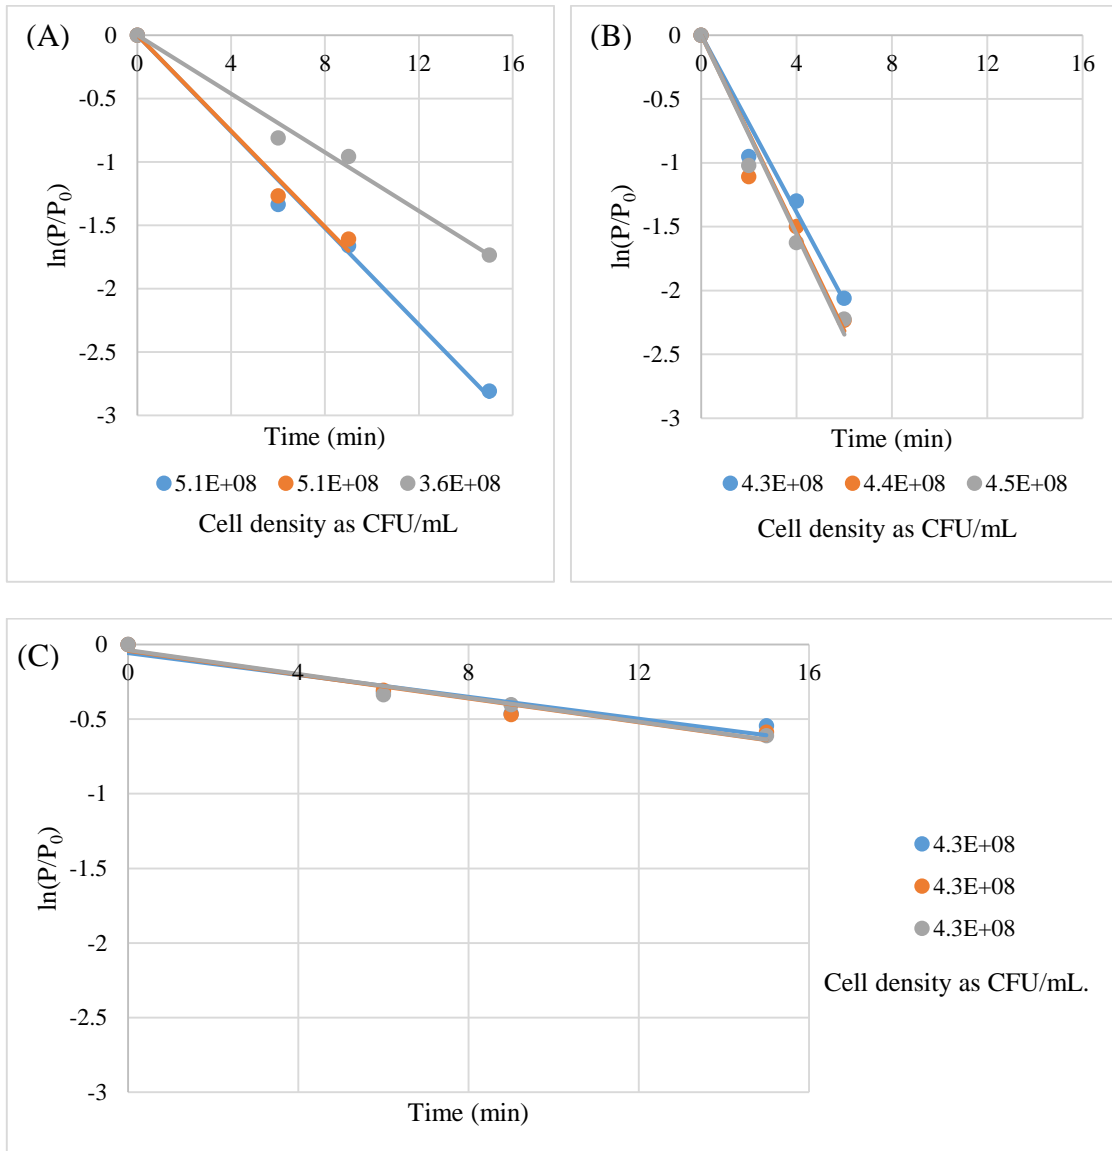 (A)
0
0 4 8 12 16
-0.5
-1
-1.5
-2
-2.5
-3
ln(P/P0)
Time (min)
5.1E+08 5.1E+08 3.6E+08
Cell density as CFU/mL
(B)
0
0 4 8 12 16
-0.5
-1
-1.5
-2
-2.5
-3
ln(P/P0)
Time (min)
4.3E+08 4.4E+08 4.5E+08
Cell density as CFU/mL
(C)
0
0 4 8 12 16
-0.5
-1
-1.5
-2
-2.5
-3
ln(P/P0)
Time (min)
4.3E+08
4.3E+08
4.3E+08
Cell density as CFU/mL.